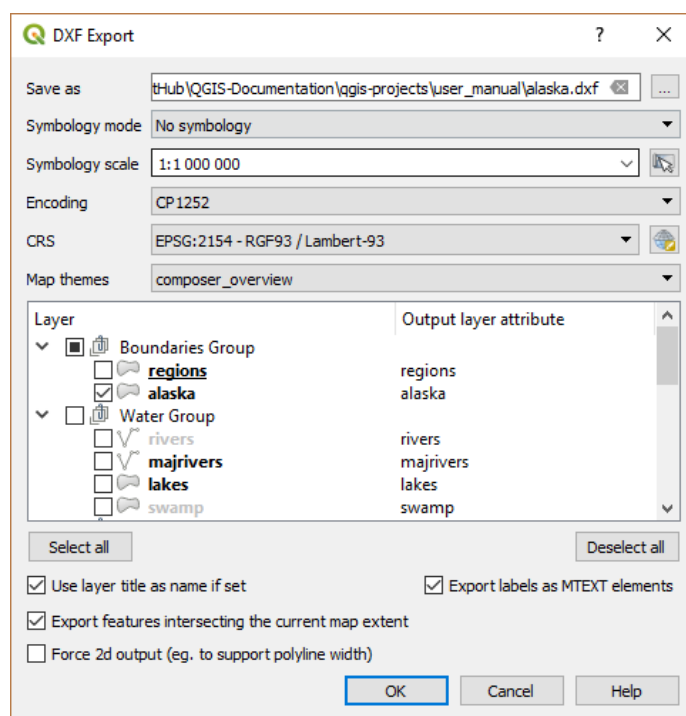 DXF Export
?
Save as
tHub\QGIS-Documentation\qgis-projects\user_manual\alaska.dxf
...
Symbology mode No symbology
Symbology scale 1:1 000 000
Encoding CP1252
CRS EPSG:2154 - RGF93 / Lambert-93
Map themes composer_overview
Layer Output layer attribute
Boundaries Group
regions regions
alaska alaska
Water Group
rivers rivers
majrivers majrivers
lakes lakes
swamp swamp
Select all Deselect all
Use layer title as name if set Export labels as MTEXT elements
Export features intersecting the current map extent
Force 2d output (eg. to support polyline width)
OK Cancel Help